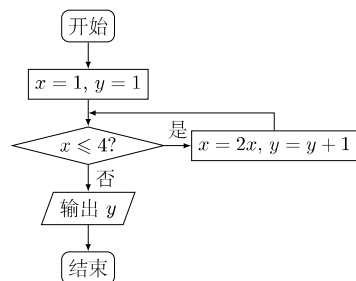 开始
x = 1, y = 1
x ⩽ 4?
是
x = 2x, y = y + 1
否
输出 y
结束